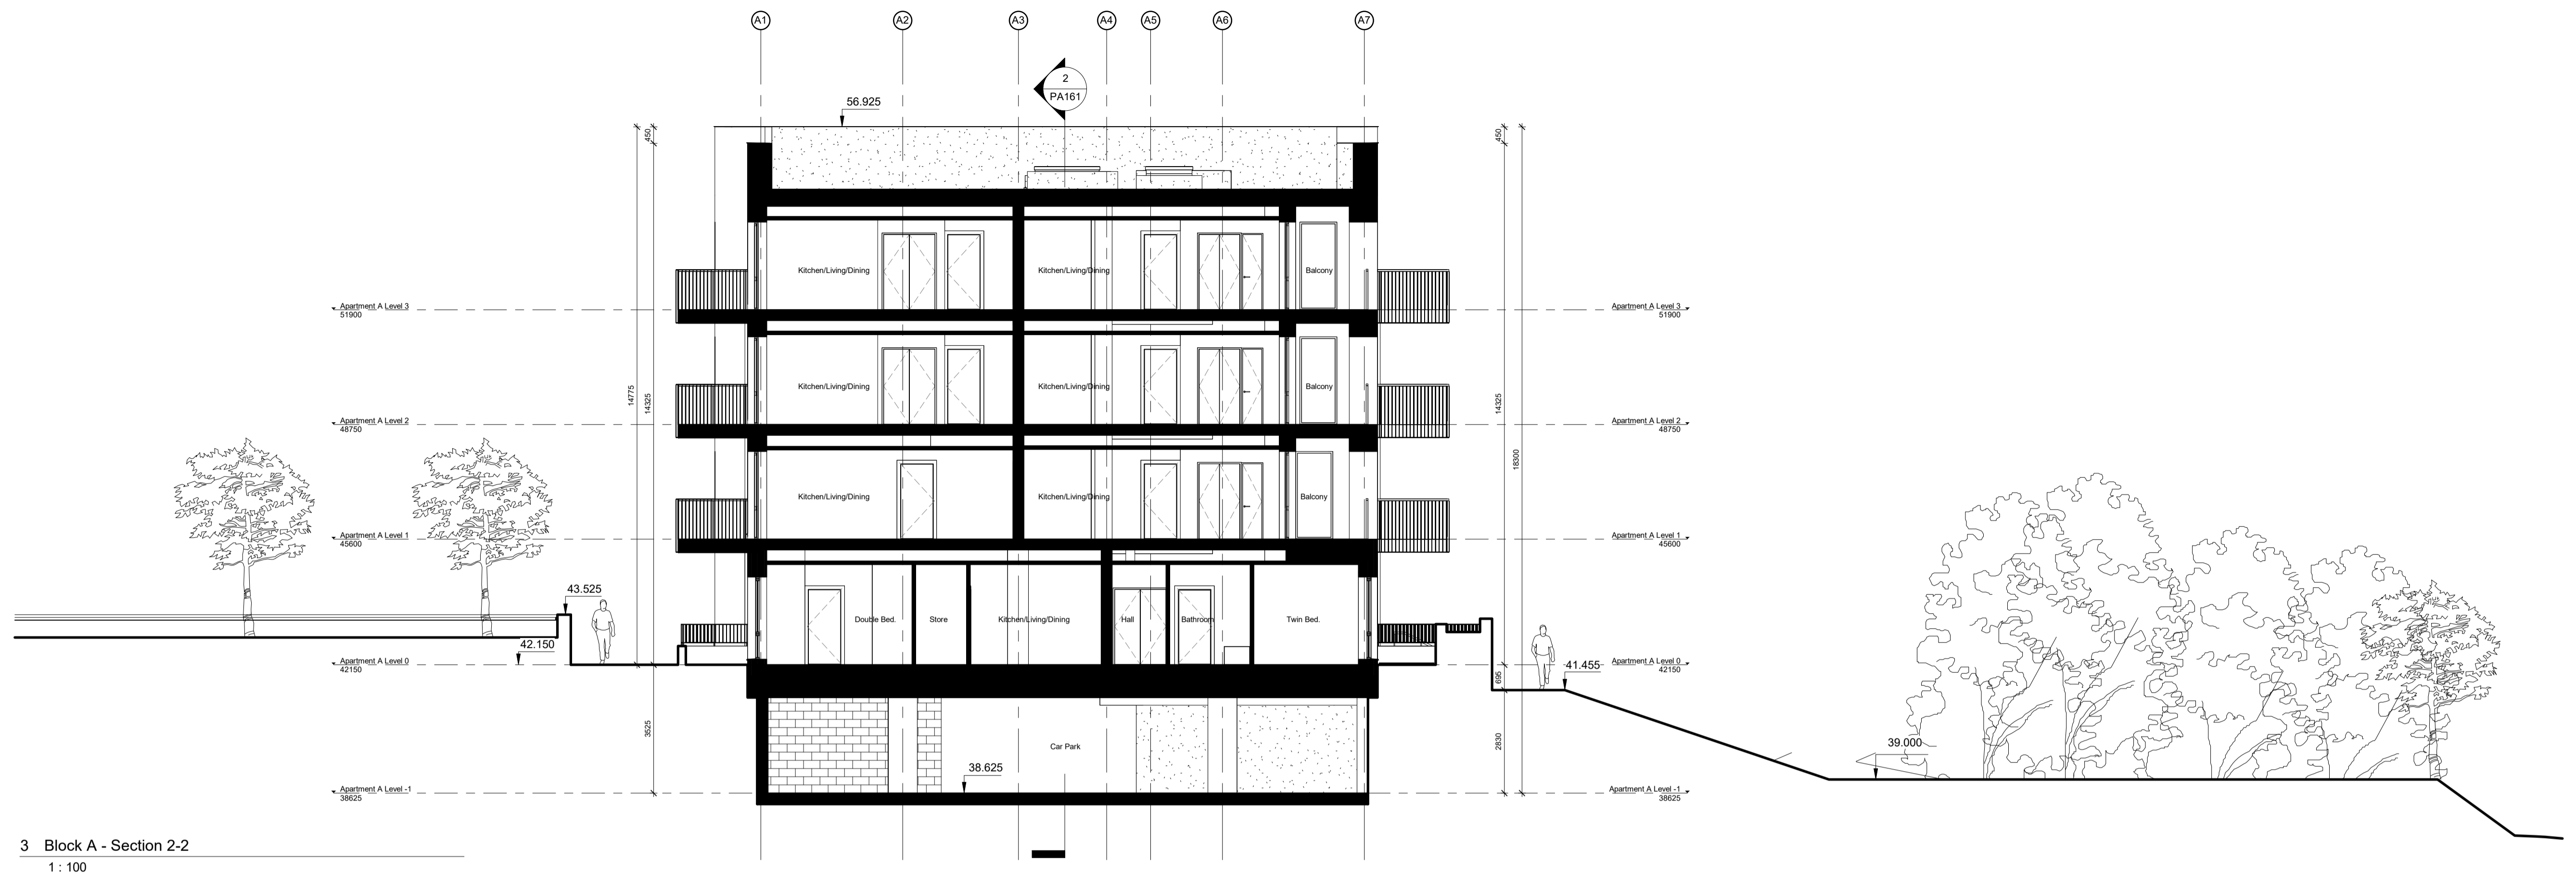 A1 A2 A3 A4 A5 A6 A7
2
PA161
56.925
450
450
Kitchen/Living/Dining
Kitchen/Living/Dining
Balcony
Apartment A Level 3
51900
Apartment A Level 3
51900
Kitchen/Living/Dining
Kitchen/Living/Dining
Balcony
14775
14325
14325
Apartment A Level 2
48750
Apartment A Level 2
48750
18300
Kitchen/Living/Dining
Kitchen/Living/Dining
Balcony
Apartment A Level 1
45600
Apartment A Level 1
45600
43.525
Double Bed.
Store
Kitchen/Living/Dining
Hall
Bathroom
Twin Bed.
42.150
Apartment A Level 0
42150
41.455
Apartment A Level 0
42150
695
3525
2830
Car Park
39.000
38.625
Apartment A Level -1
38625
Apartment A Level -1
38625
3 Block A - Section 2-2
1 : 100